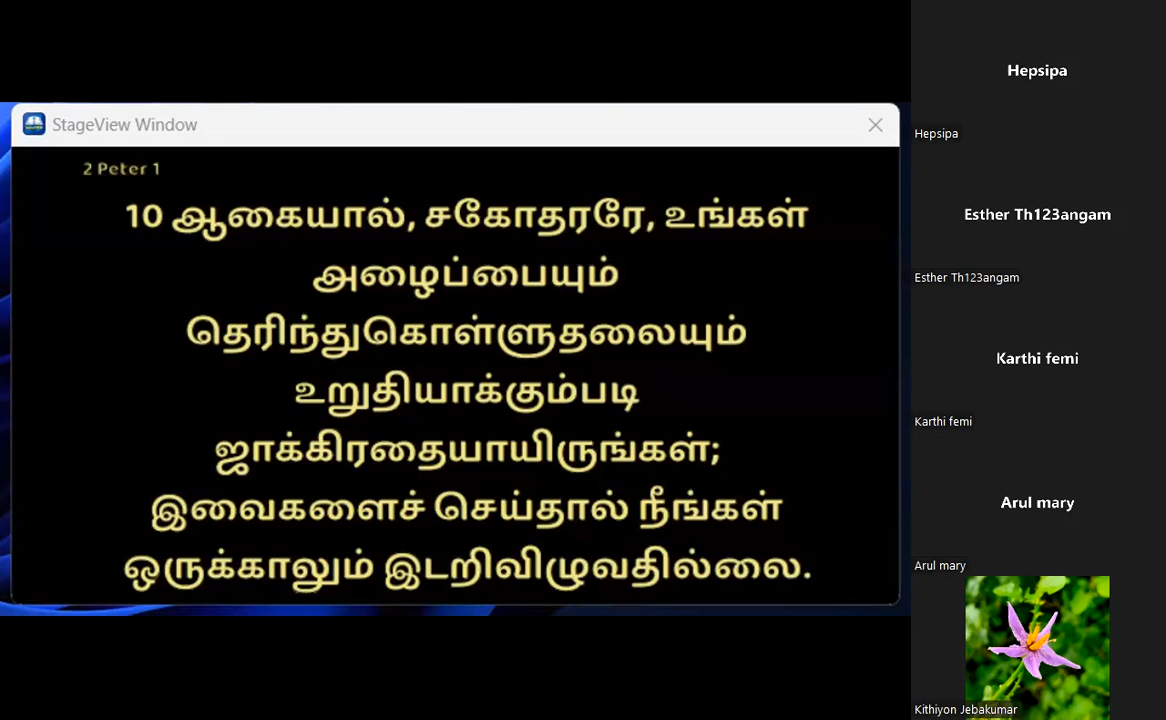 StageView Window
2 Peter 1
10 ஆகையால், சகோதரரே, உங்கள்
அழைப்பையும்
தெரிந்துகொள்ளுதலையும்
உறுதியாக்கும்படி
ஜாக்கிரதையாயிருங்கள்;
இவைகளைச் செய்தால் நீங்கள்
ஒருக்காலும் இடறிவிழுவதில்லை.
Hepsipa
Hepsipa
Esther Th123angam
Esther Th123angam
Karthi femi
Karthi femi
Arul mary
Arul mary
Kithiyon Jebakumar